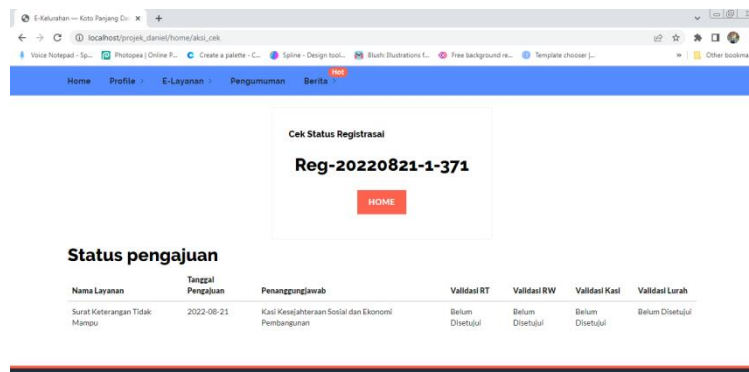 E-Kelurahan — Koto Panjang Da
localhost/projek_daniel/home/aksi_cek
Voice Notepad - Sp... Photopea | Online P... Create a palette - C... Spline - Design tool... Blush: Illustrations f... Free background re... Template chooser |... Other bookma
Hot
Home Profile E-Layanan Pengumuman Berita
Cek Status Registrasai
Reg-20220821-1-371
HOME
Status pengajuan
Nama Layanan Tanggal Pengajuan Penanggungjawab Validasi RT Validasi RW Validasi Kasi Validasi Lurah
Surat Keterangan Tidak 2022-08-21 Kasi Kesejahteraan Sosial dan Ekonomi Belum Belum Belum Belum Disetujui
Mampu Pembangunan Disetujui Disetujui Disetujui